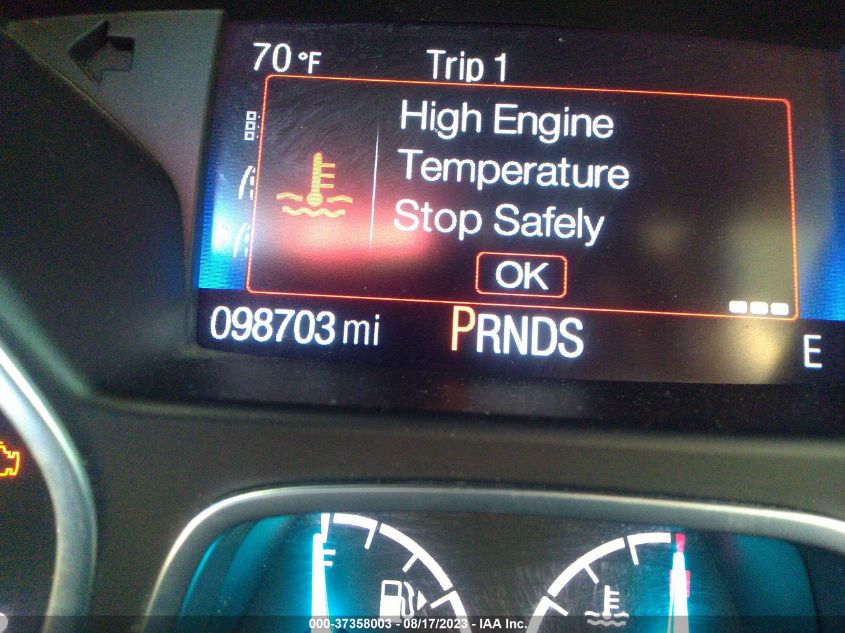 70 °F
Trip 1
High Engine
Temperature
Stop Safely
OK
098703 mi
PRNDS
E
F
000-37358003 - 08/17/2023 - IAA Inc.